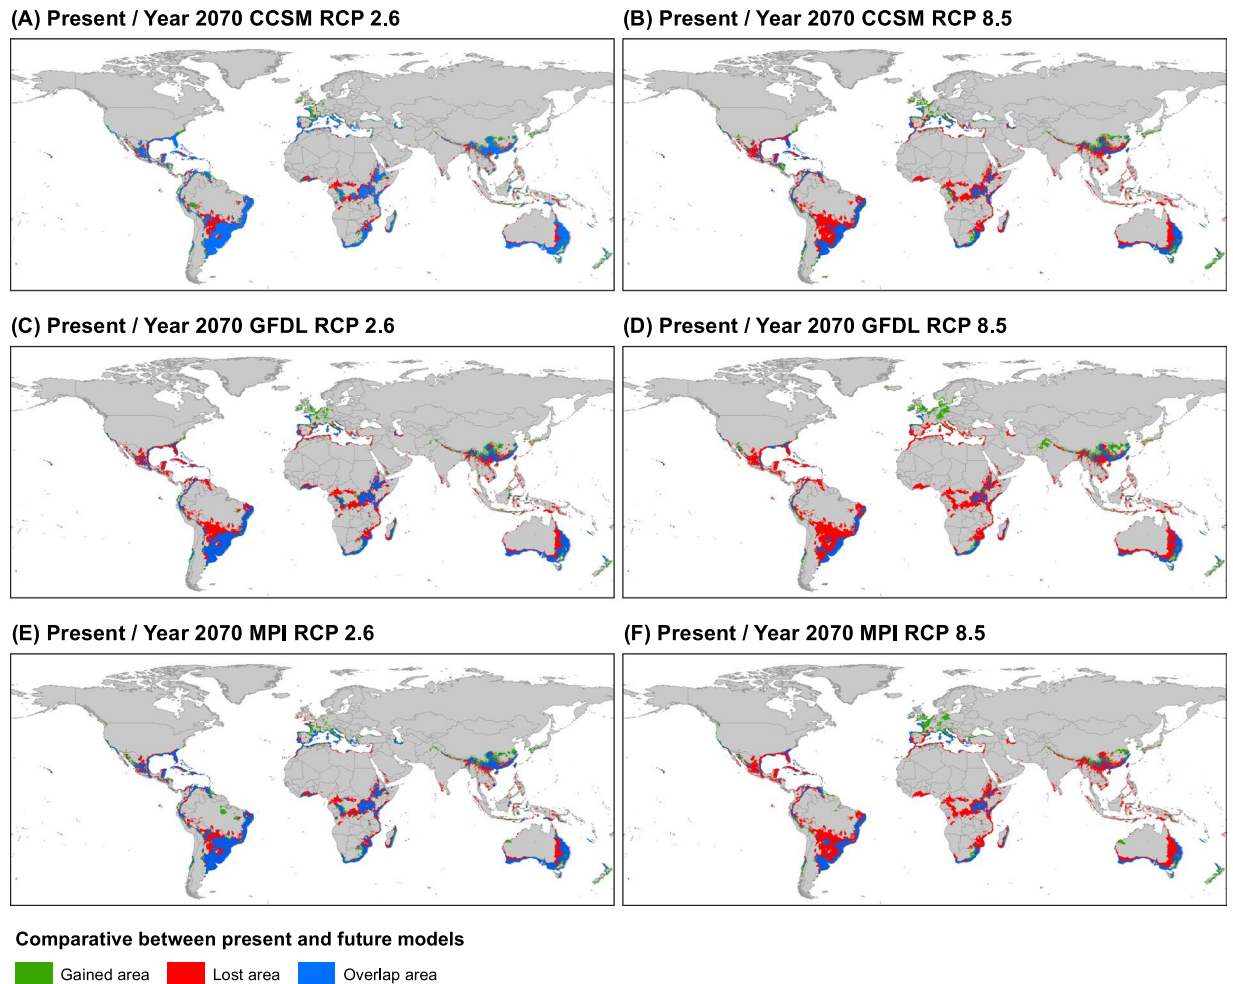 (A) Present / Year 2070 CCSM RCP 2.6
(B) Present / Year 2070 CCSM RCP 8.5
(C) Present / Year 2070 GFDL RCP 2.6
(D) Present / Year 2070 GFDL RCP 8.5
(E) Present / Year 2070 MPI RCP 2.6
(F) Present / Year 2070 MPI RCP 8.5
Comparative between present and future models
Gained area
Lost area
Overlap area